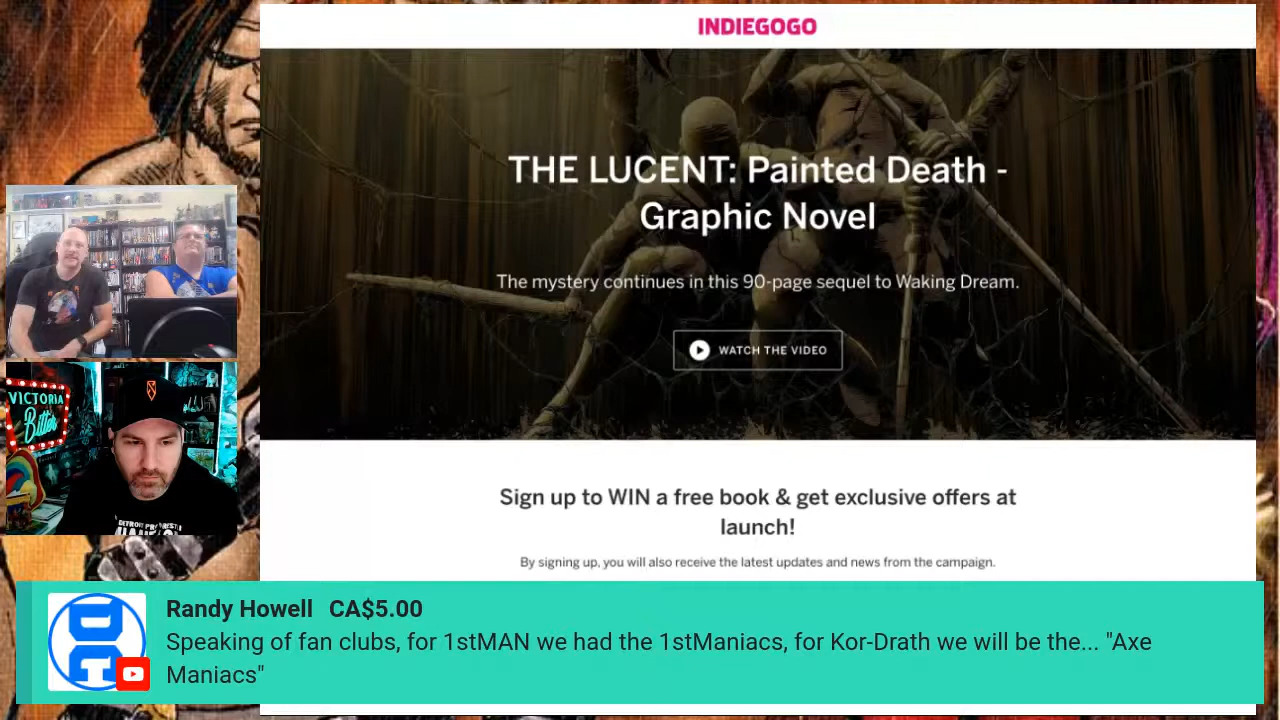 INDIEGOGO
THE LUCENT: Painted Death -
Graphic Novel
The mystery continues in this 90-page sequel to Waking Dream.
WATCH THE VIDEO
Sign up to WIN a free book & get exclusive offers at
launch!
By signing up, you will also receive the latest updates and news from the campaign.
VICTORIA
Bitter
Randy Howell CA$5.00
Speaking of fan clubs, for 1stMAN we had the 1stManiacs, for Kor-Drath we will be the... "Axe
Maniacs"